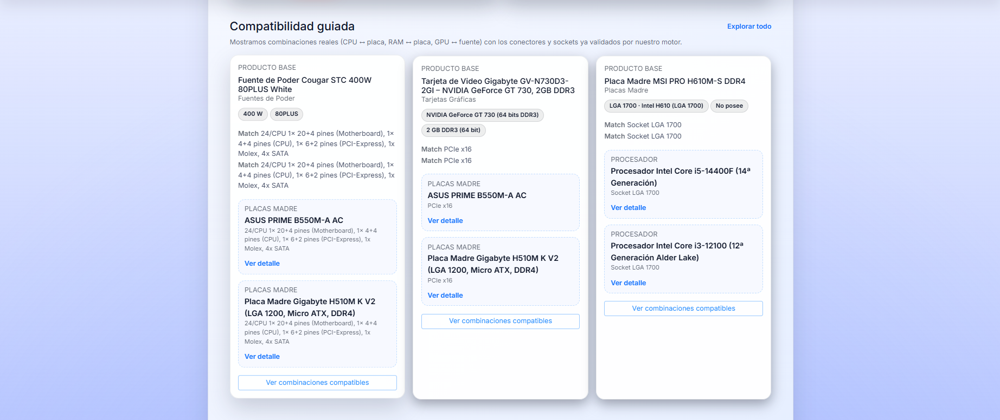 Compatibilidad guiada
Explorar todo
Mostramos combinaciones reales (CPU ↔ placa, RAM ↔ placa, GPU ↔ fuente) con los conectores y sockets ya validados por nuestro motor.
PRODUCTO BASE
Fuente de Poder Cougar STC 400W
80PLUS White
Fuentes de Poder
400 W
80PLUS
Match 24/CPU 1× 20+4 pines (Motherboard), 1×
4+4 pines (CPU), 1× 6+2 pines (PCI-Express), 1x
Molex, 4x SATA
Match 24/CPU 1× 20+4 pines (Motherboard), 1×
4+4 pines (CPU), 1× 6+2 pines (PCI-Express), 1x
Molex, 4x SATA
PLACAS MADRE
ASUS PRIME B550M-A AC
24/CPU 1× 20+4 pines (Motherboard), 1× 4+4
pines (CPU), 1× 6+2 pines (PCI-Express), 1x
Molex, 4x SATA
Ver detalle
PLACAS MADRE
Placa Madre Gigabyte H510M K V2
(LGA 1200, Micro ATX, DDR4)
24/CPU 1× 20+4 pines (Motherboard), 1× 4+4
pines (CPU), 1× 6+2 pines (PCI-Express), 1x
Molex, 4x SATA
Ver detalle
Ver combinaciones compatibles
PRODUCTO BASE
Tarjeta de Video Gigabyte GV-N730D3-
2GI – NVIDIA GeForce GT 730, 2GB DDR3
Tarjetas Gráficas
NVIDIA GeForce GT 730 (64 bits DDR3)
2 GB DDR3 (64 bit)
Match PCIe x16
Match PCIe x16
PLACAS MADRE
ASUS PRIME B550M-A AC
PCIe x16
Ver detalle
PLACAS MADRE
Placa Madre Gigabyte H510M K V2
(LGA 1200, Micro ATX, DDR4)
PCIe x16
Ver detalle
Ver combinaciones compatibles
PRODUCTO BASE
Placa Madre MSI PRO H610M-S DDR4
Placas Madre
LGA 1700 · Intel H610 (LGA 1700)
No posee
Match Socket LGA 1700
Match Socket LGA 1700
PROCESADOR
Procesador Intel Core i5-14400F (14ª
Generación)
Socket LGA 1700
Ver detalle
PROCESADOR
Procesador Intel Core i3-12100 (12ª
Generación Alder Lake)
Socket LGA 1700
Ver detalle
Ver combinaciones compatibles